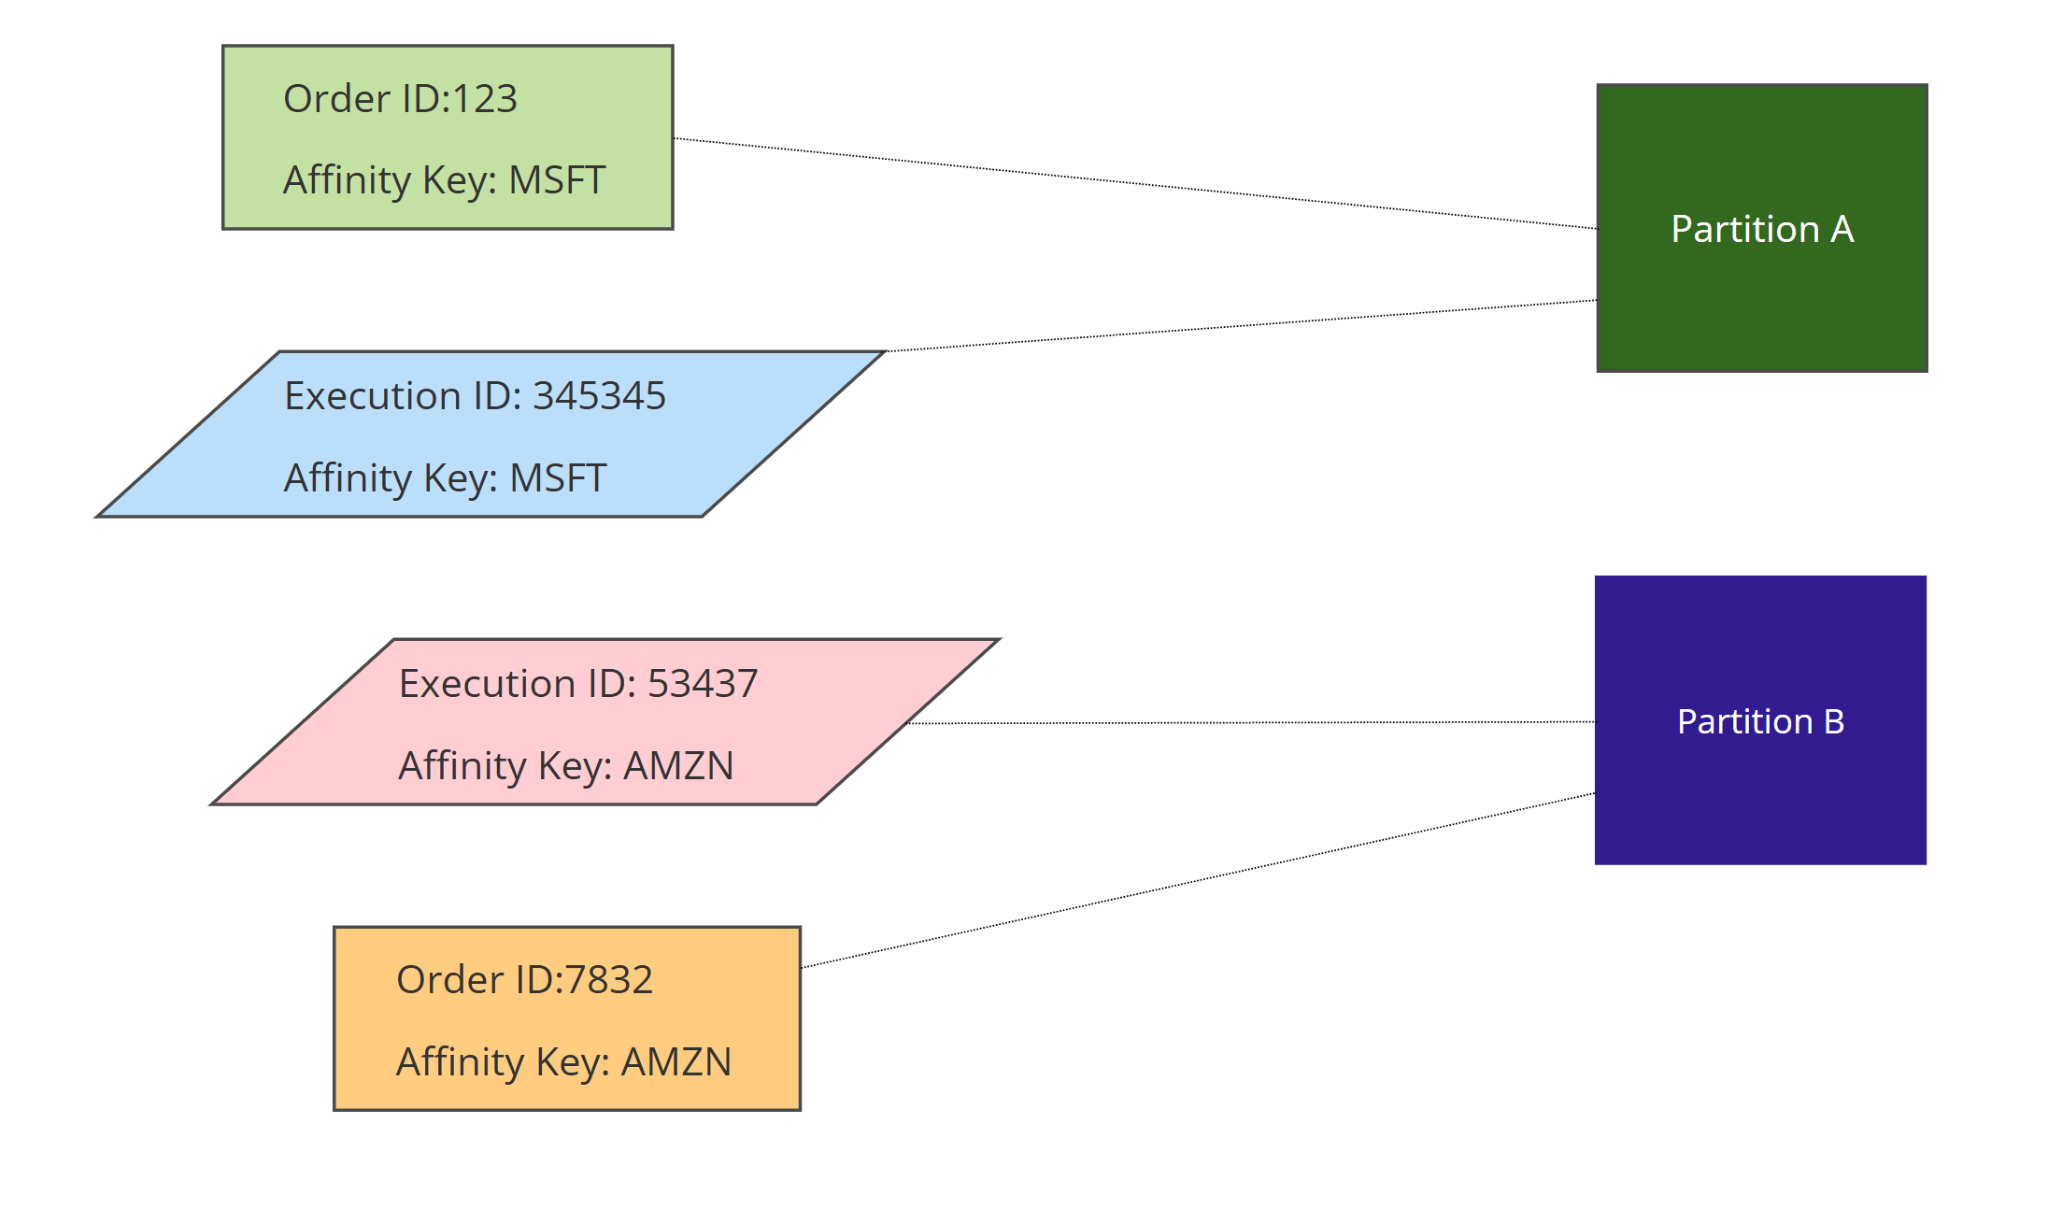 Order ID:123
Affinity Key: MSFT
Partition A
Execution ID: 345345
Affinity Key: MSFT
Execution ID: 53437
Affinity Key: AMZN
Partition B
Order ID:7832
Affinity Key: AMZN